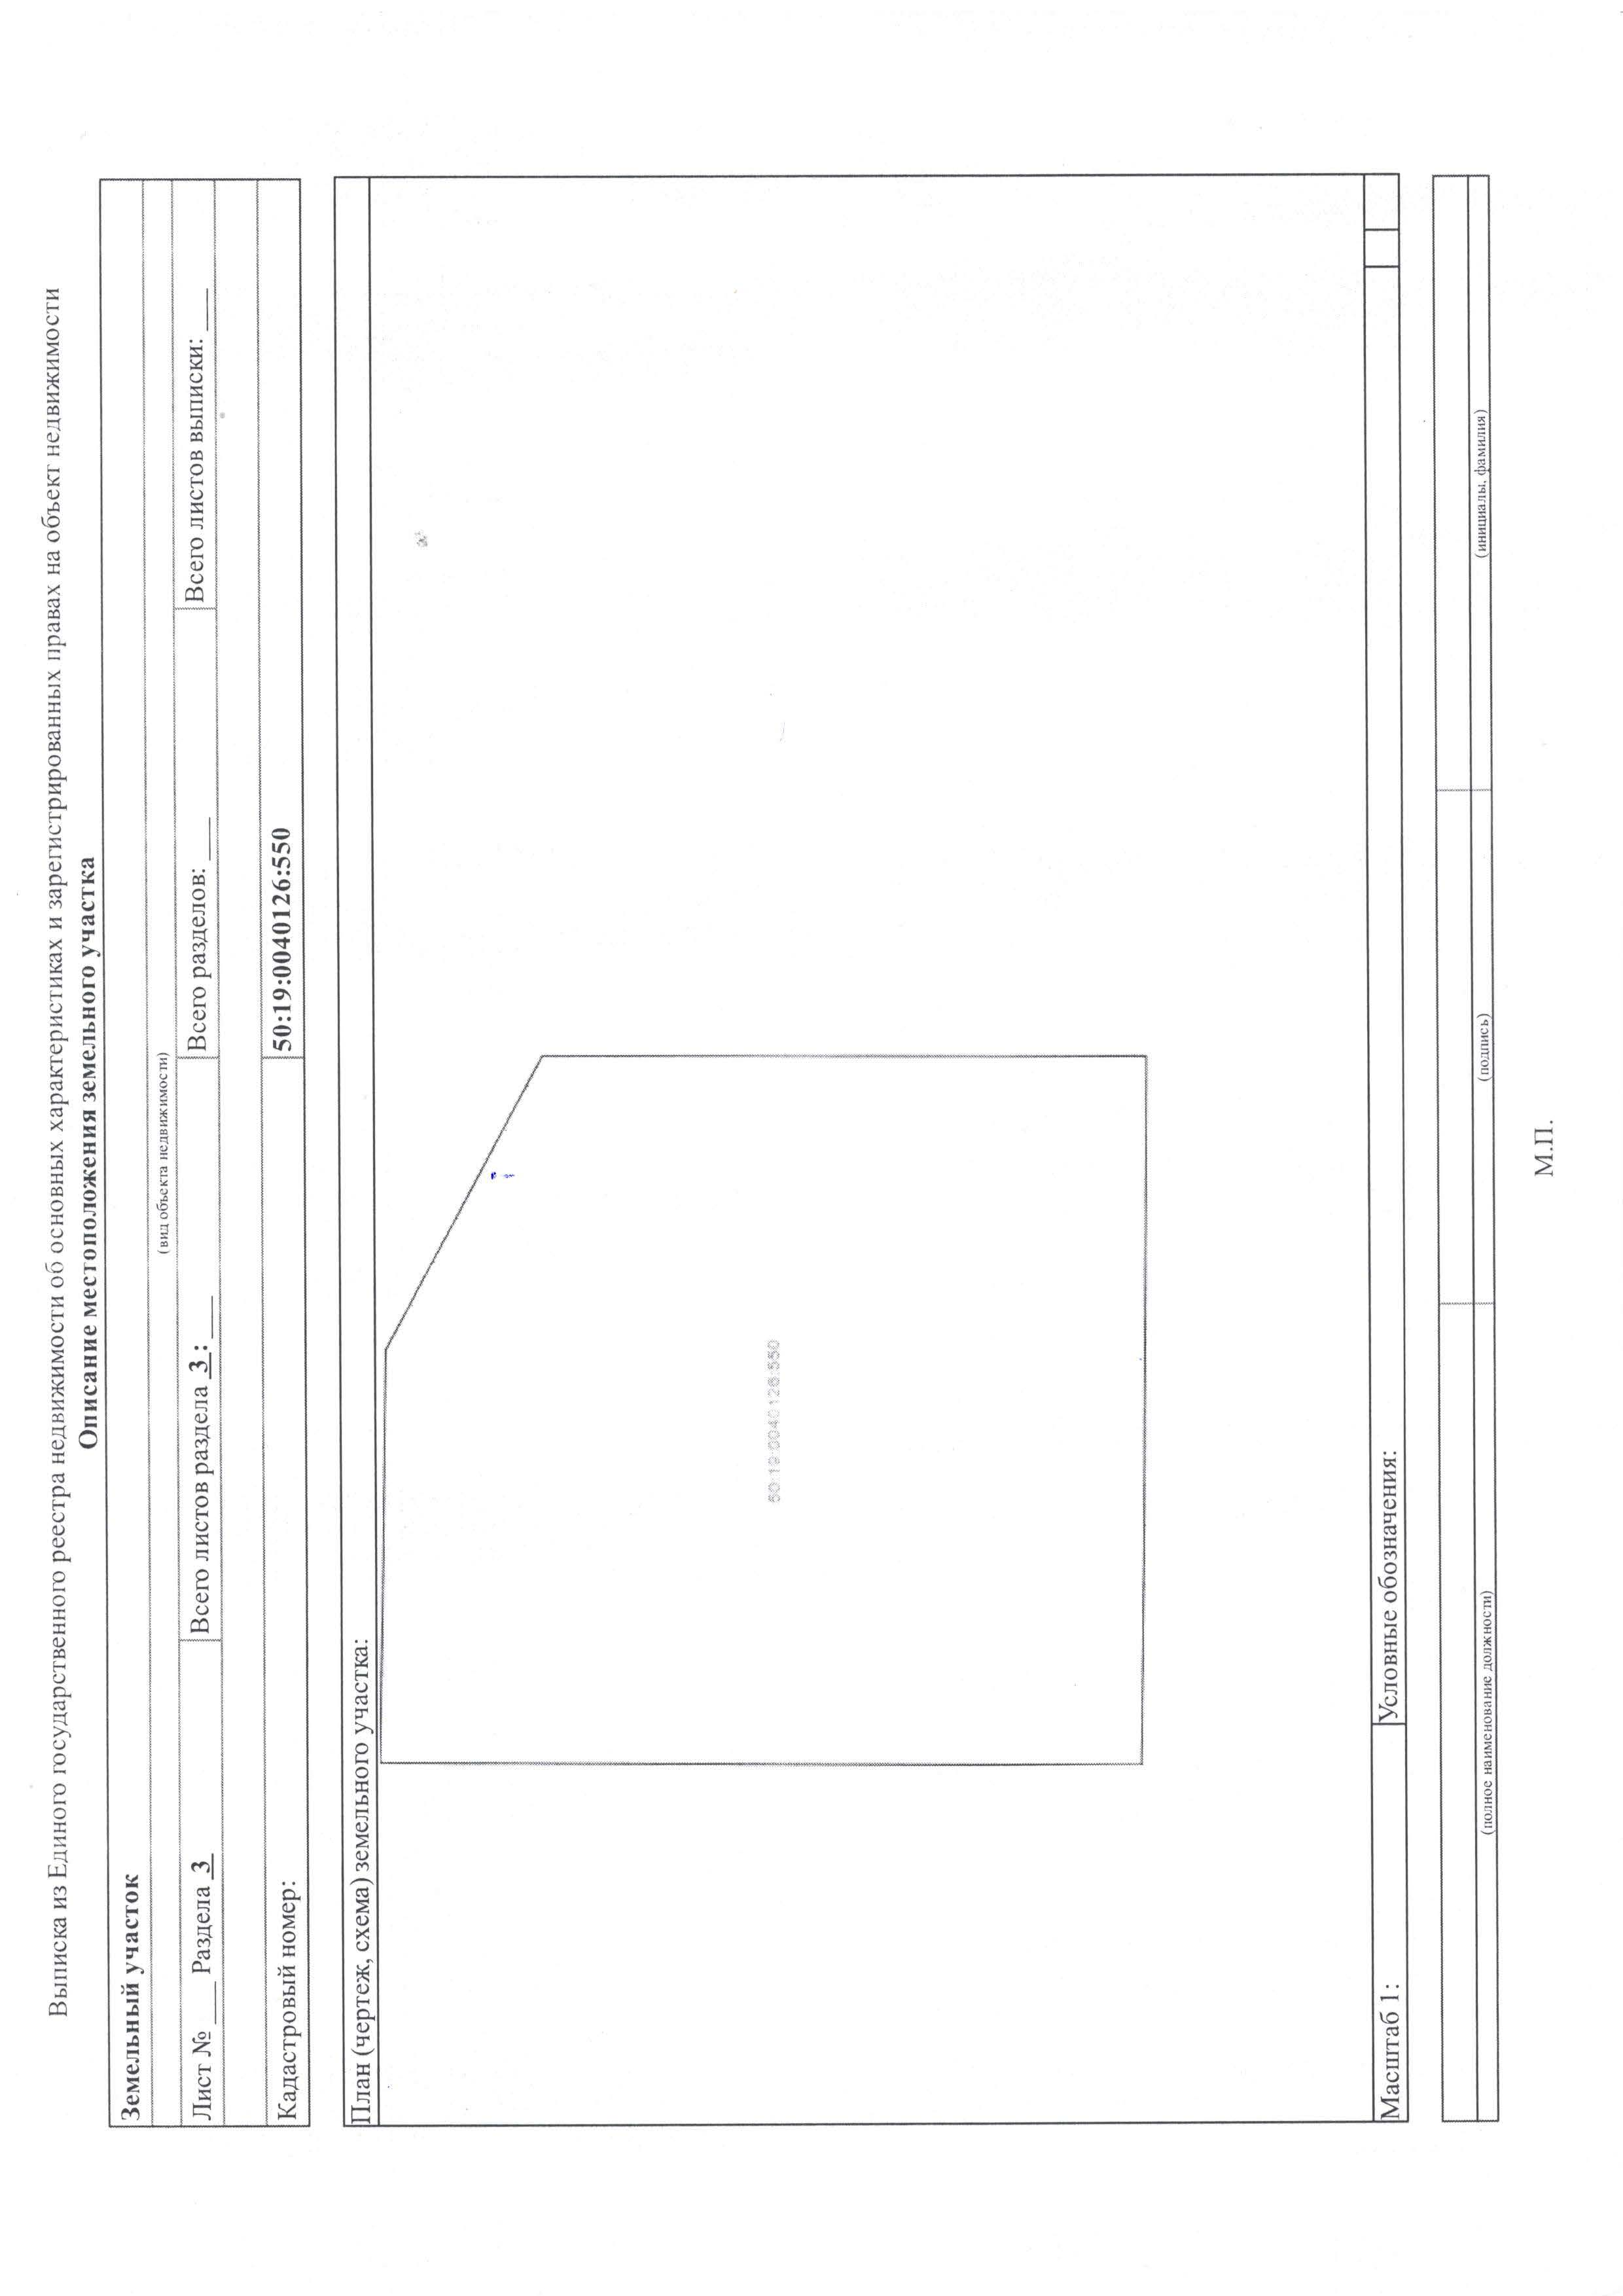 Выписка из Единого государственного реестра недвижимости об основных характеристиках и зарегистрированных правах на объект недвижимости
Описание местоположения земельного участка
Земельный участок
(вид объекта недвижимости)
Лист № ___ Раздела 3
Всего листов раздела 3 : ___
Всего разделов: ___
Всего листов выписки: ___
Кадастровый номер:
50:19:0040126:550
План (чертеж, схема) земельного участка:
50:19:0040126:550
Масштаб 1:
Условные обозначения:
(полное наименование должности)
(подпись)
(инициалы, фамилия)
М.П.